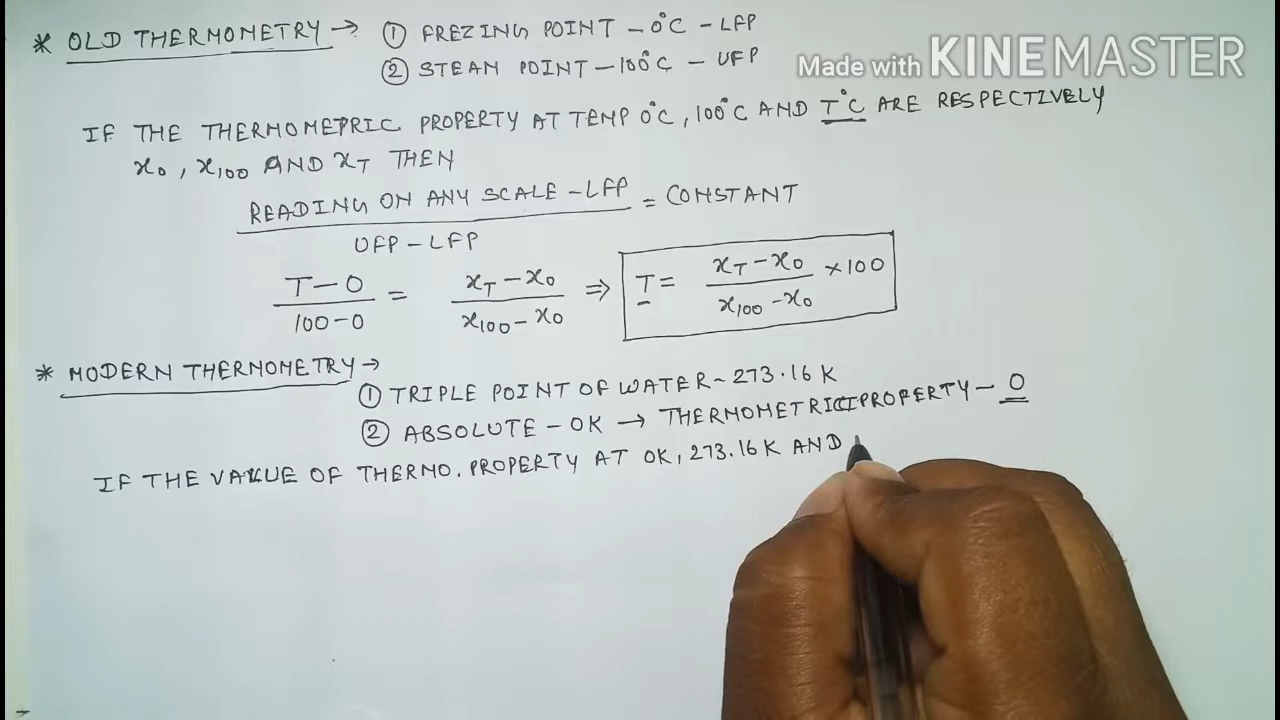 * OLD THERMOMETRY → ① FREZING POINT - 0°C - LFP
② STEAM POINT - 100°C - UFP
Made with KINEMASTER
IF THE THERMOMETRIC PROPERTY AT TEMP 0°C, 100°C AND T°C ARE RESPECTIVELY
x₀, x₁₀₀ AND x_T THEN
READING ON ANY SCALE - LFP / UFP - LFP = CONSTANT
T - 0 / 100 - 0 = x_T - x₀ / x₁₀₀ - x₀ ⇒ T = x_T - x₀ / x₁₀₀ - x₀ × 100
* MODERN THERMOMETRY →
① TRIPLE POINT OF WATER - 273.16 K
② ABSOLUTE - 0K → THERMOMETRIC PROPERTY - 0
IF THE VALUE OF THERMO. PROPERTY AT 0K, 273.16 K AND